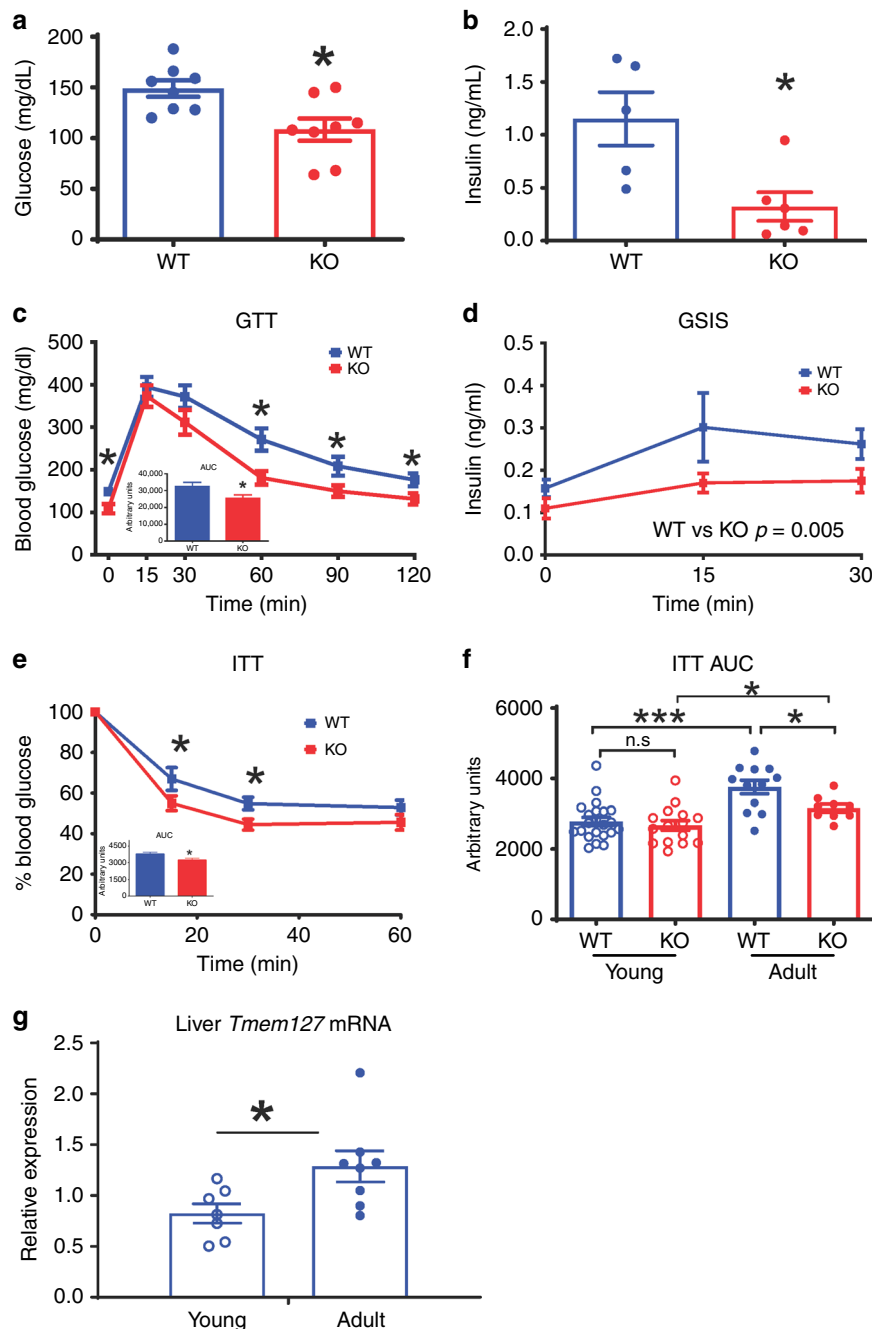 a
Glucose (mg/dL)
200
150
100
50
0
*
WT
KO
b
Insulin (ng/mL)
2.0
1.5
1.0
0.5
0.0
*
WT
KO
c
GTT
Blood glucose (mg/dl)
500
400
300
200
100
0
WT
KO
* * * *
AUC
Arbitrary units
40,000
30,000
20,000
10,000
0
*
WT KO
0 15 30 60 90 120
Time (min)
d
GSIS
Insulin (ng/ml)
0.5
0.4
0.3
0.2
0.1
0.0
WT
KO
WT vs KO p = 0.005
0 15 30
Time (min)
e
ITT
% blood glucose
100
80
60
40
20
0
WT
KO
* *
AUC
Arbitrary units
4500
3000
1500
0
*
WT KO
0 20 40 60
Time (min)
f
ITT AUC
Arbitrary units
6000
4000
2000
0
*
*** *
n.s
WT KO WT KO
Young Adult
g
Liver Tmem127 mRNA
Relative expression
2.5
2.0
1.5
1.0
0.5
0.0
*
Young Adult